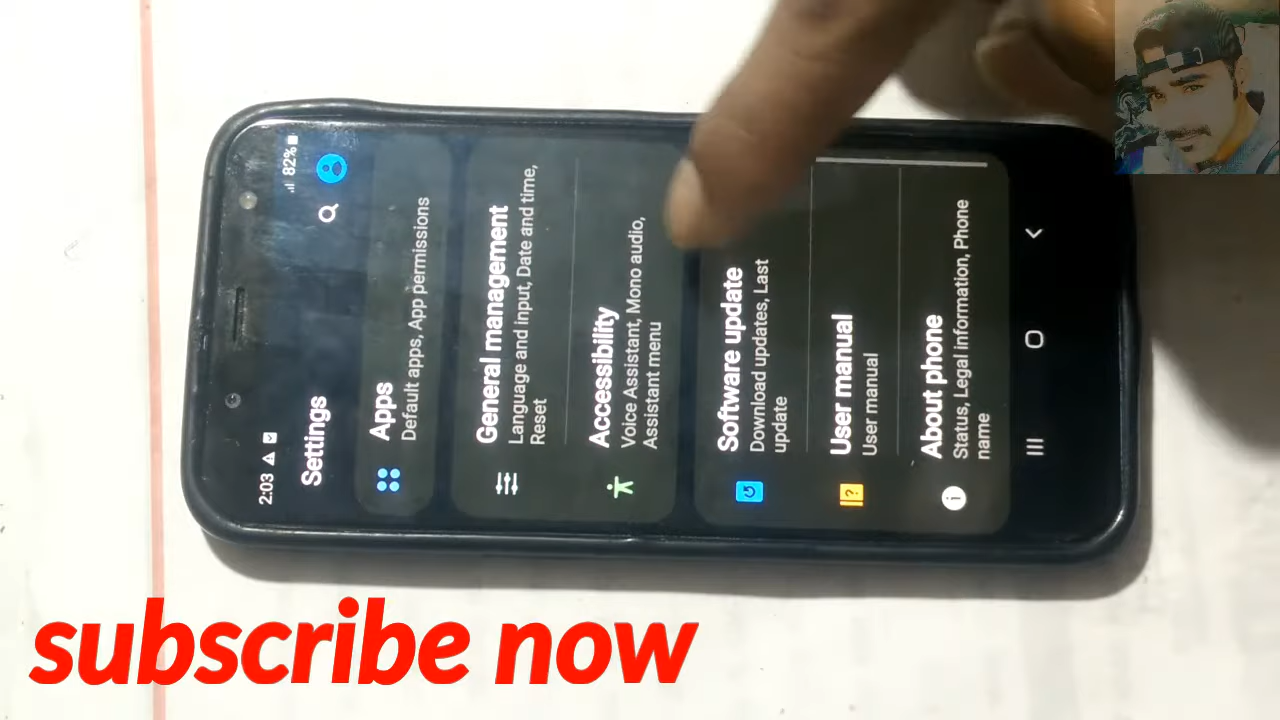 2:03
82%
Settings
Apps
Default apps, App permissions
General management
Language and input, Date and time,
Reset
Accessibility
Voice Assistant, Mono audio,
Assistant menu
Software update
Download updates, Last
update
User manual
User manual
About phone
Status, Legal information, Phone
name
subscribe now